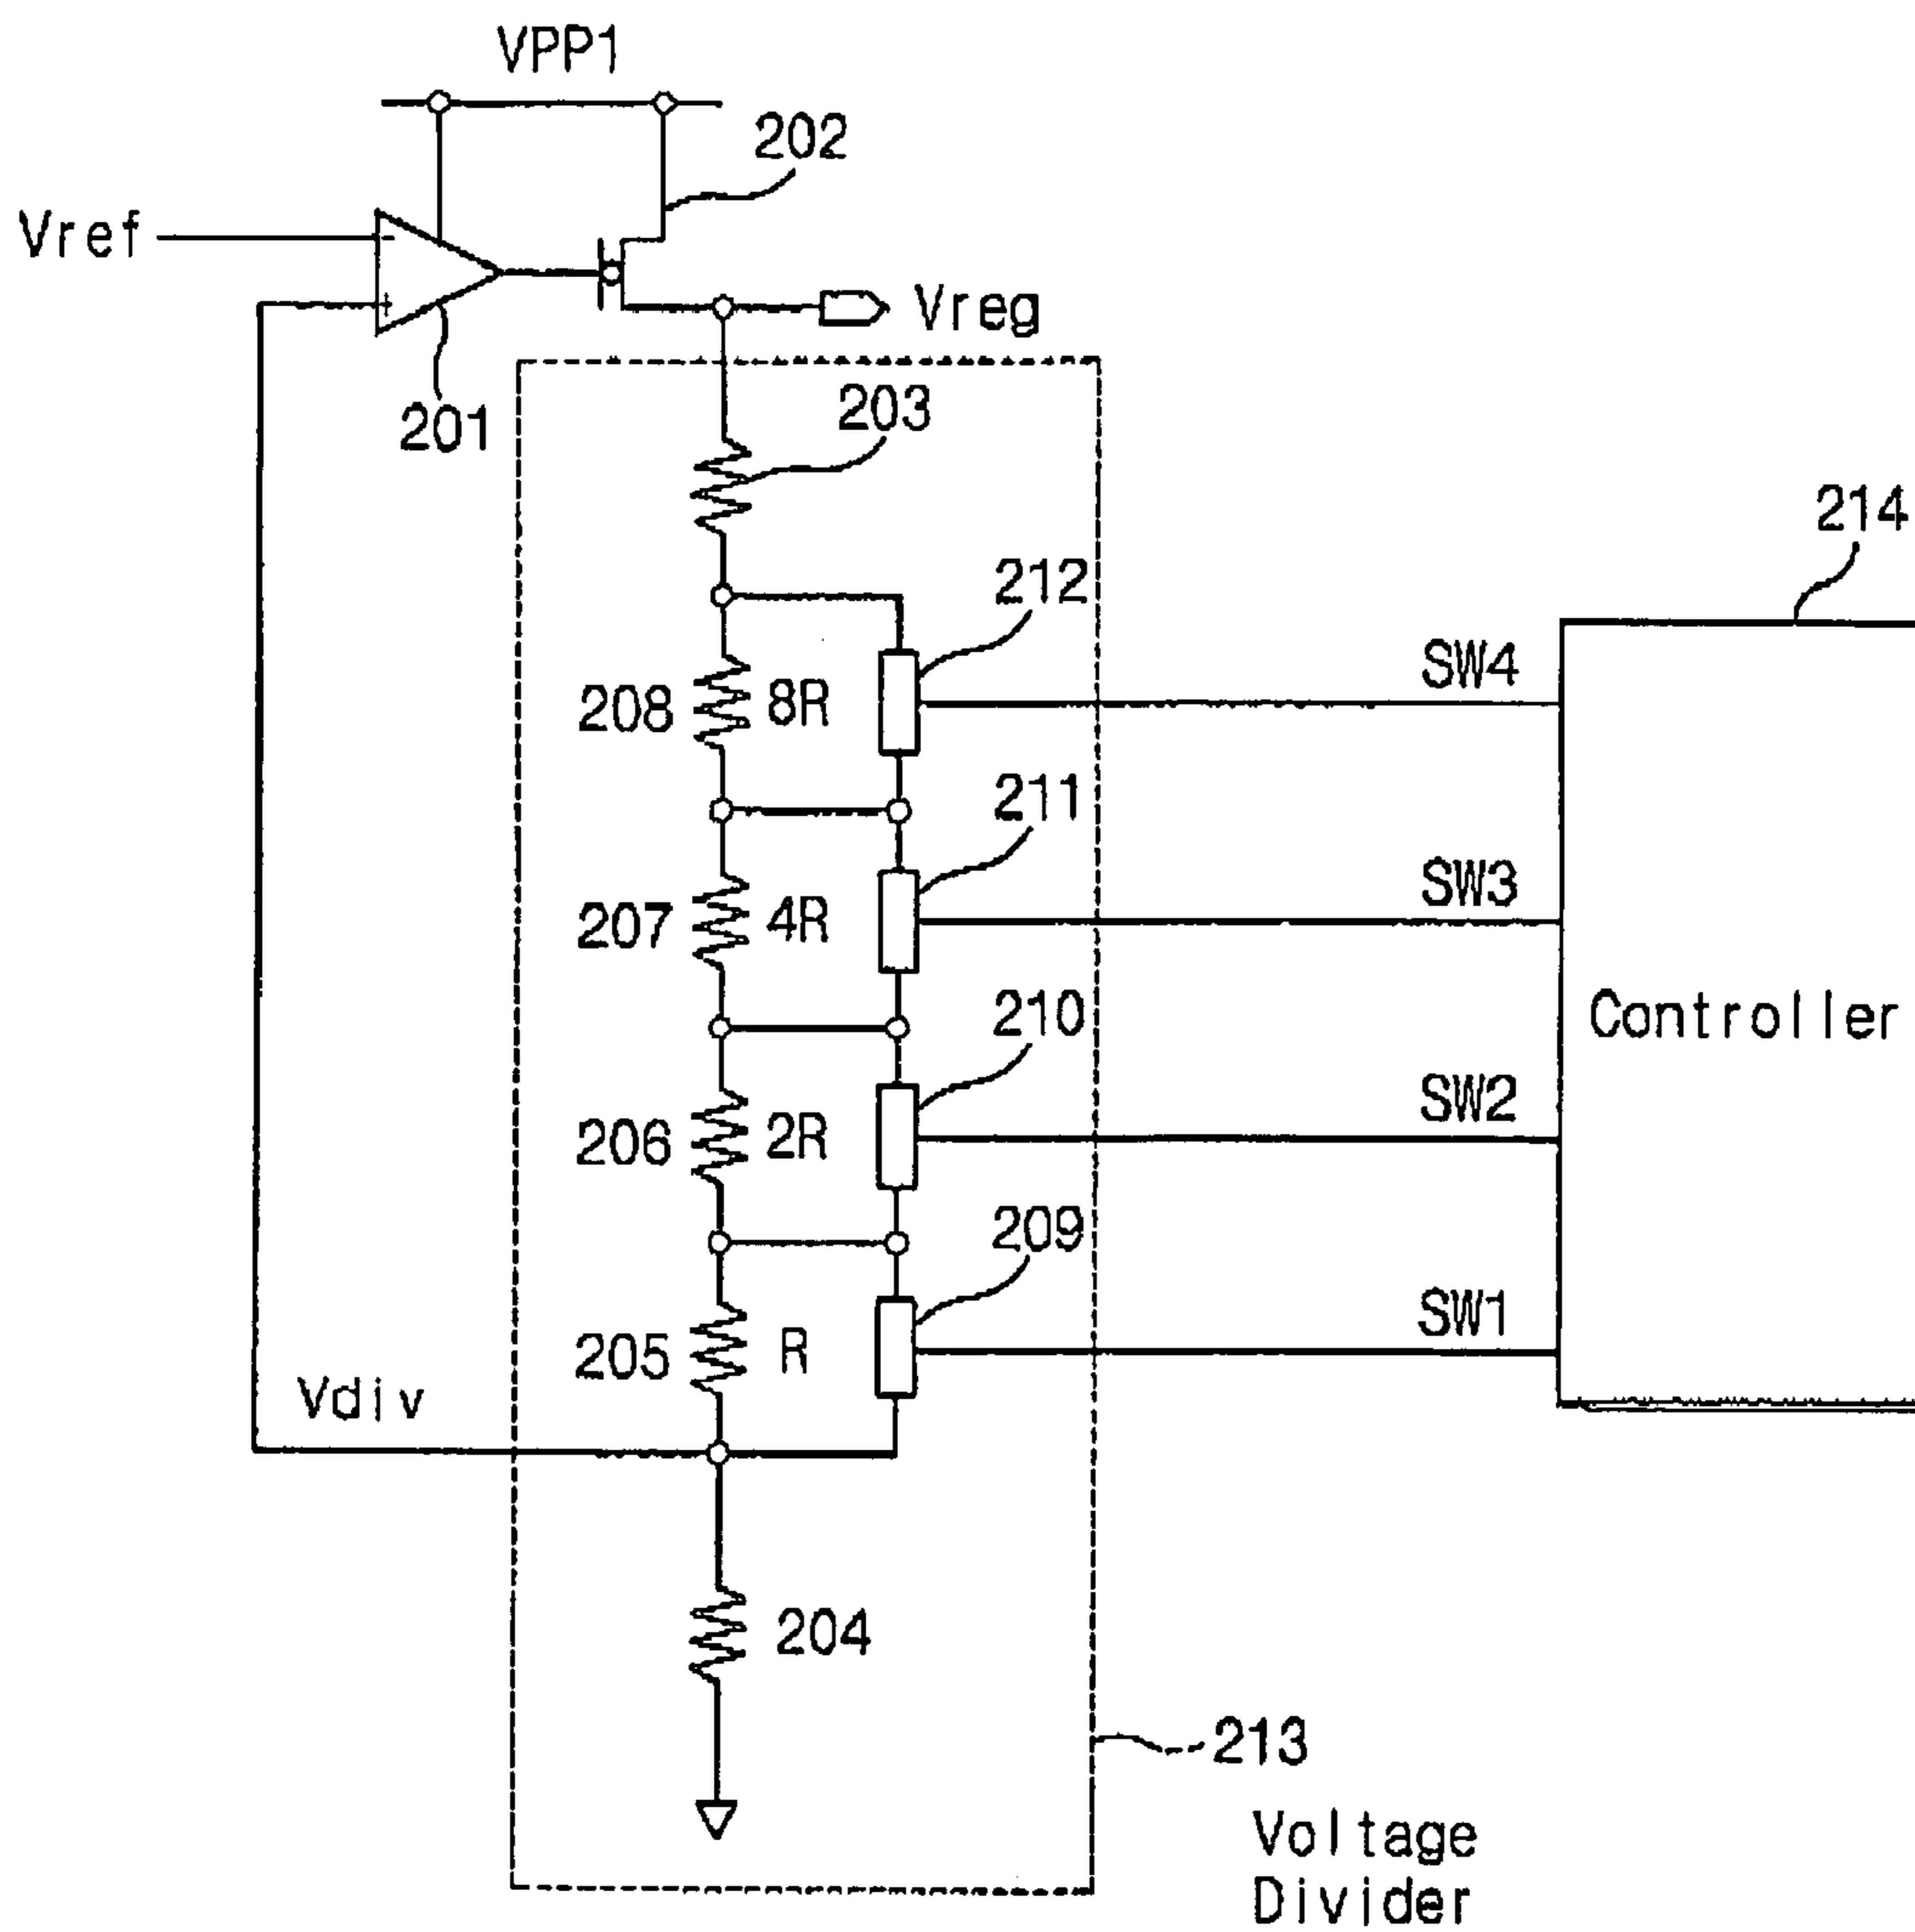 VPP1
202
Vref
-
+
Vreg
201
203
214
212
SW4
208
8R
211
SW3
207
4R
210
Controller
SW2
206
2R
209
SW1
205
R
Vdiv
204
213
Voltage
Divider